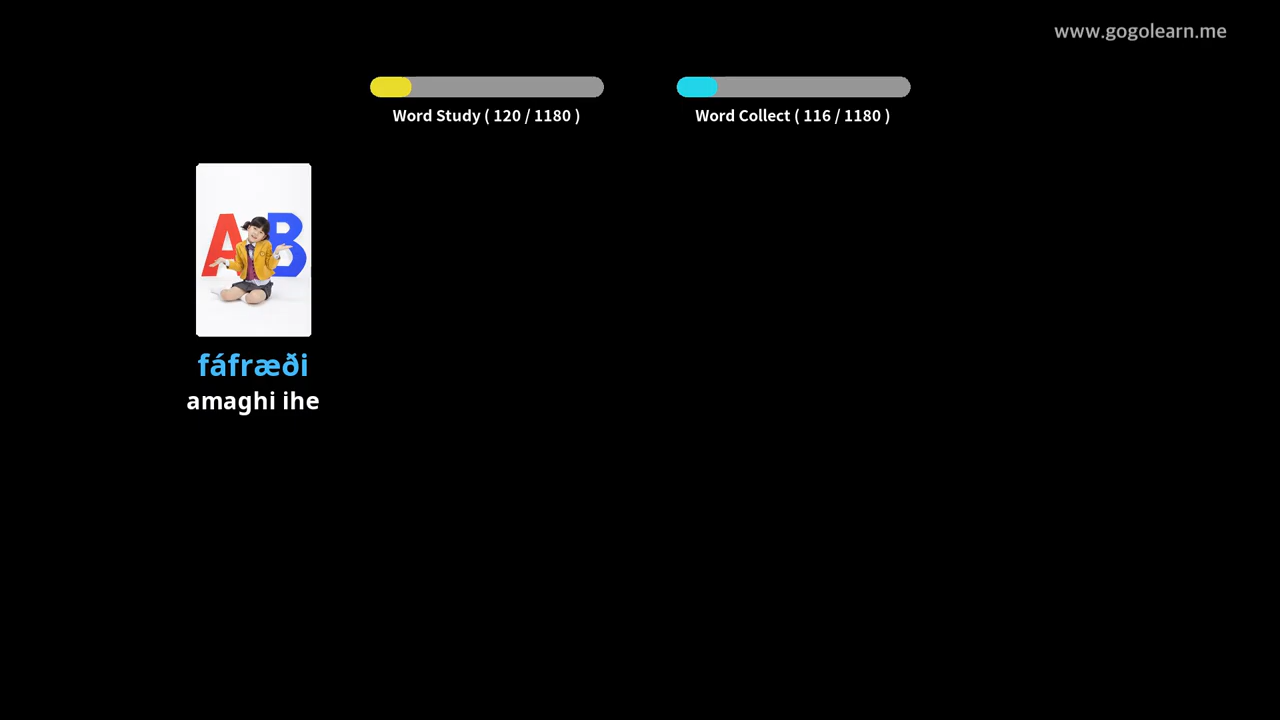 www.gogolearn.me
Word Study ( 120 / 1180 )
Word Collect ( 116 / 1180 )
A B
fáfræði
amaghi ihe